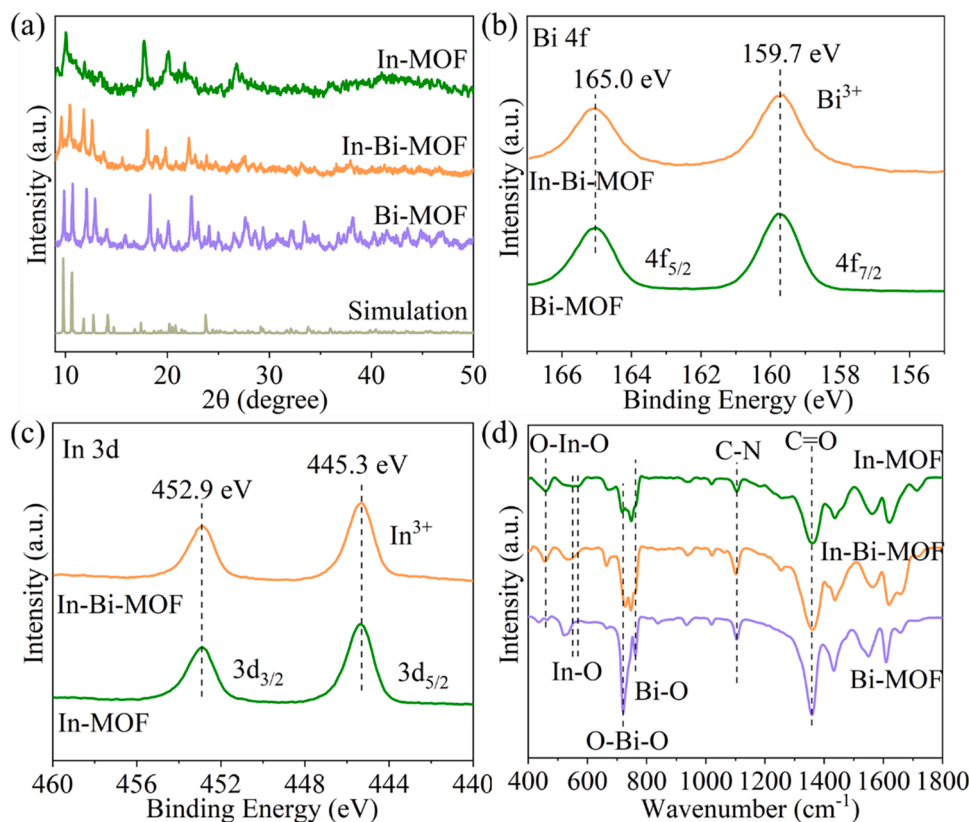 (a)
In-MOF
In-Bi-MOF
Bi-MOF
Simulation
Intensity (a.u.)
10 20 30 40 50
2θ (degree)
(b)
Bi 4f
165.0 eV
159.7 eV
Bi³⁺
In-Bi-MOF
4f₅/₂
4f₇/₂
Bi-MOF
Intensity (a.u.)
166 164 162 160 158 156
Binding Energy (eV)
(c)
In 3d
452.9 eV
445.3 eV
In³⁺
In-Bi-MOF
3d₃/₂
3d₅/₂
In-MOF
Intensity (a.u.)
460 456 452 448 444 440
Binding Energy (eV)
(d)
O-In-O
C-N
C=O
In-MOF
In-Bi-MOF
In-O
Bi-O
Bi-MOF
O-Bi-O
Intensity (a.u.)
400 600 800 1000 1200 1400 1600 1800
Wavenumber (cm⁻¹)